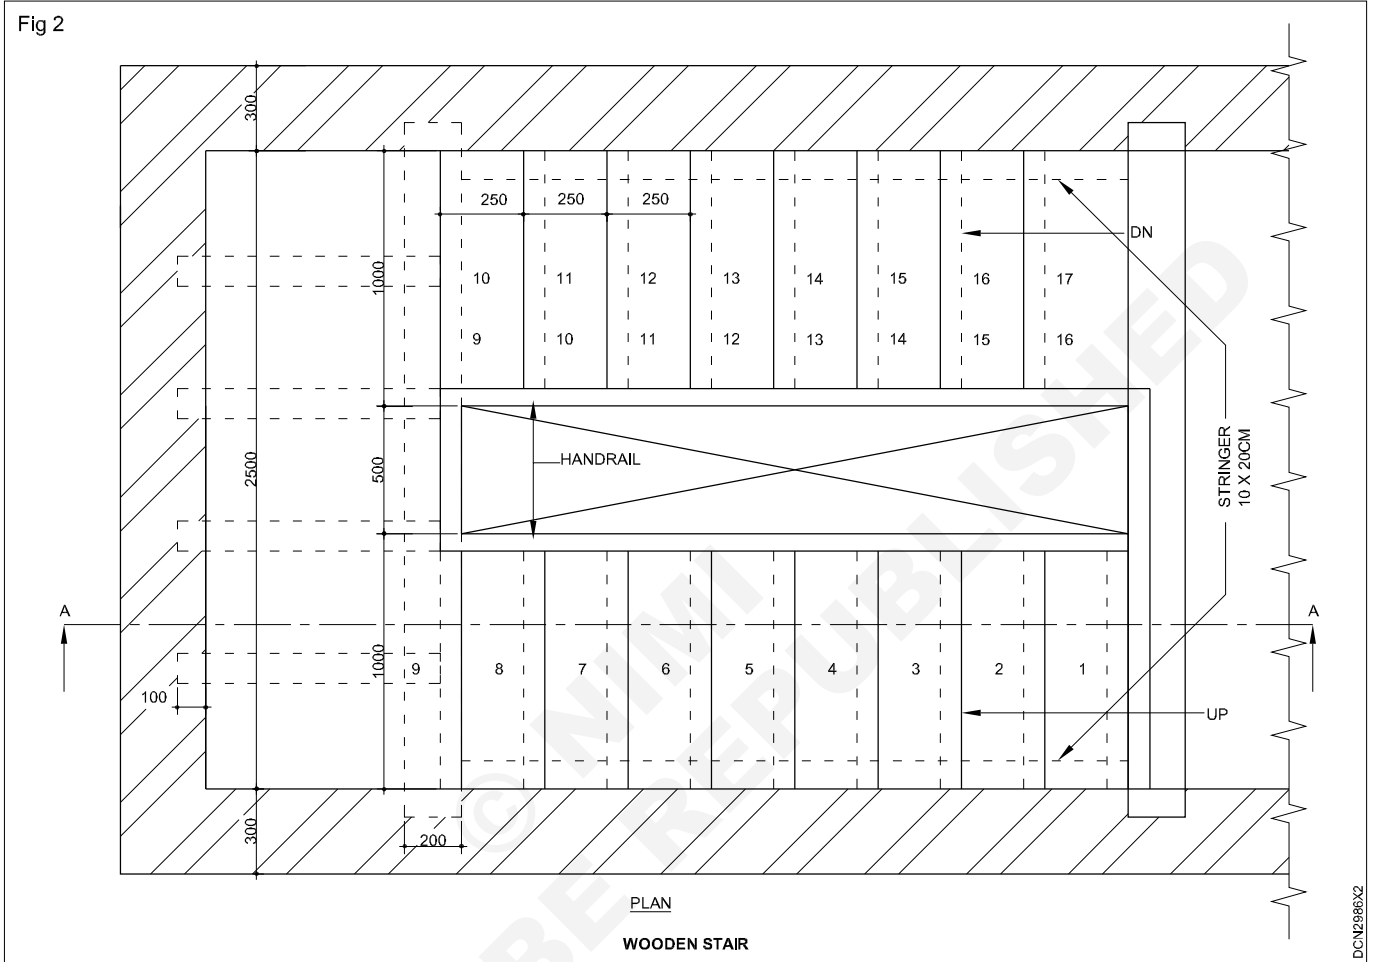 Fig 2
300
250 250 250
DN
1000
10 11 12 13 14 15 16 17
9 10 11 12 13 14 15 16
2500
500
HANDRAIL
STRINGER
10 X 20CM
A
A
1000
9 8 7 6 5 4 3 2 1
100
UP
300
200
PLAN
WOODEN STAIR
DCN2986X2
© NIMI
BE REPUBLISHED